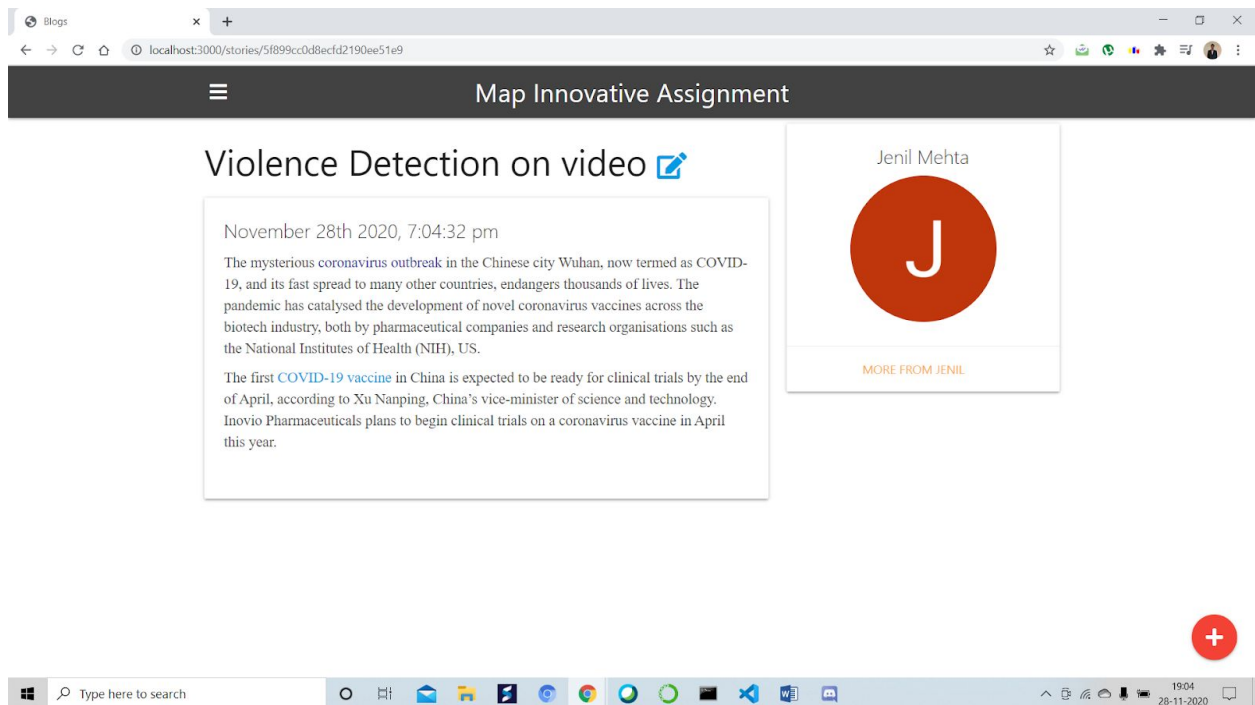 Blogs
localhost:3000/stories/5f899cc0d8ecfd2190ee51e9
Map Innovative Assignment
Violence Detection on video
November 28th 2020, 7:04:32 pm
The mysterious coronavirus outbreak in the Chinese city Wuhan, now termed as COVID-
19, and its fast spread to many other countries, endangers thousands of lives. The
pandemic has catalysed the development of novel coronavirus vaccines across the
biotech industry, both by pharmaceutical companies and research organisations such as
the National Institutes of Health (NIH), US.
The first COVID-19 vaccine in China is expected to be ready for clinical trials by the end
of April, according to Xu Nanping, China’s vice-minister of science and technology.
Inovio Pharmaceuticals plans to begin clinical trials on a coronavirus vaccine in April
this year.
Jenil Mehta
J
MORE FROM JENIL
Type here to search
19:04
28-11-2020